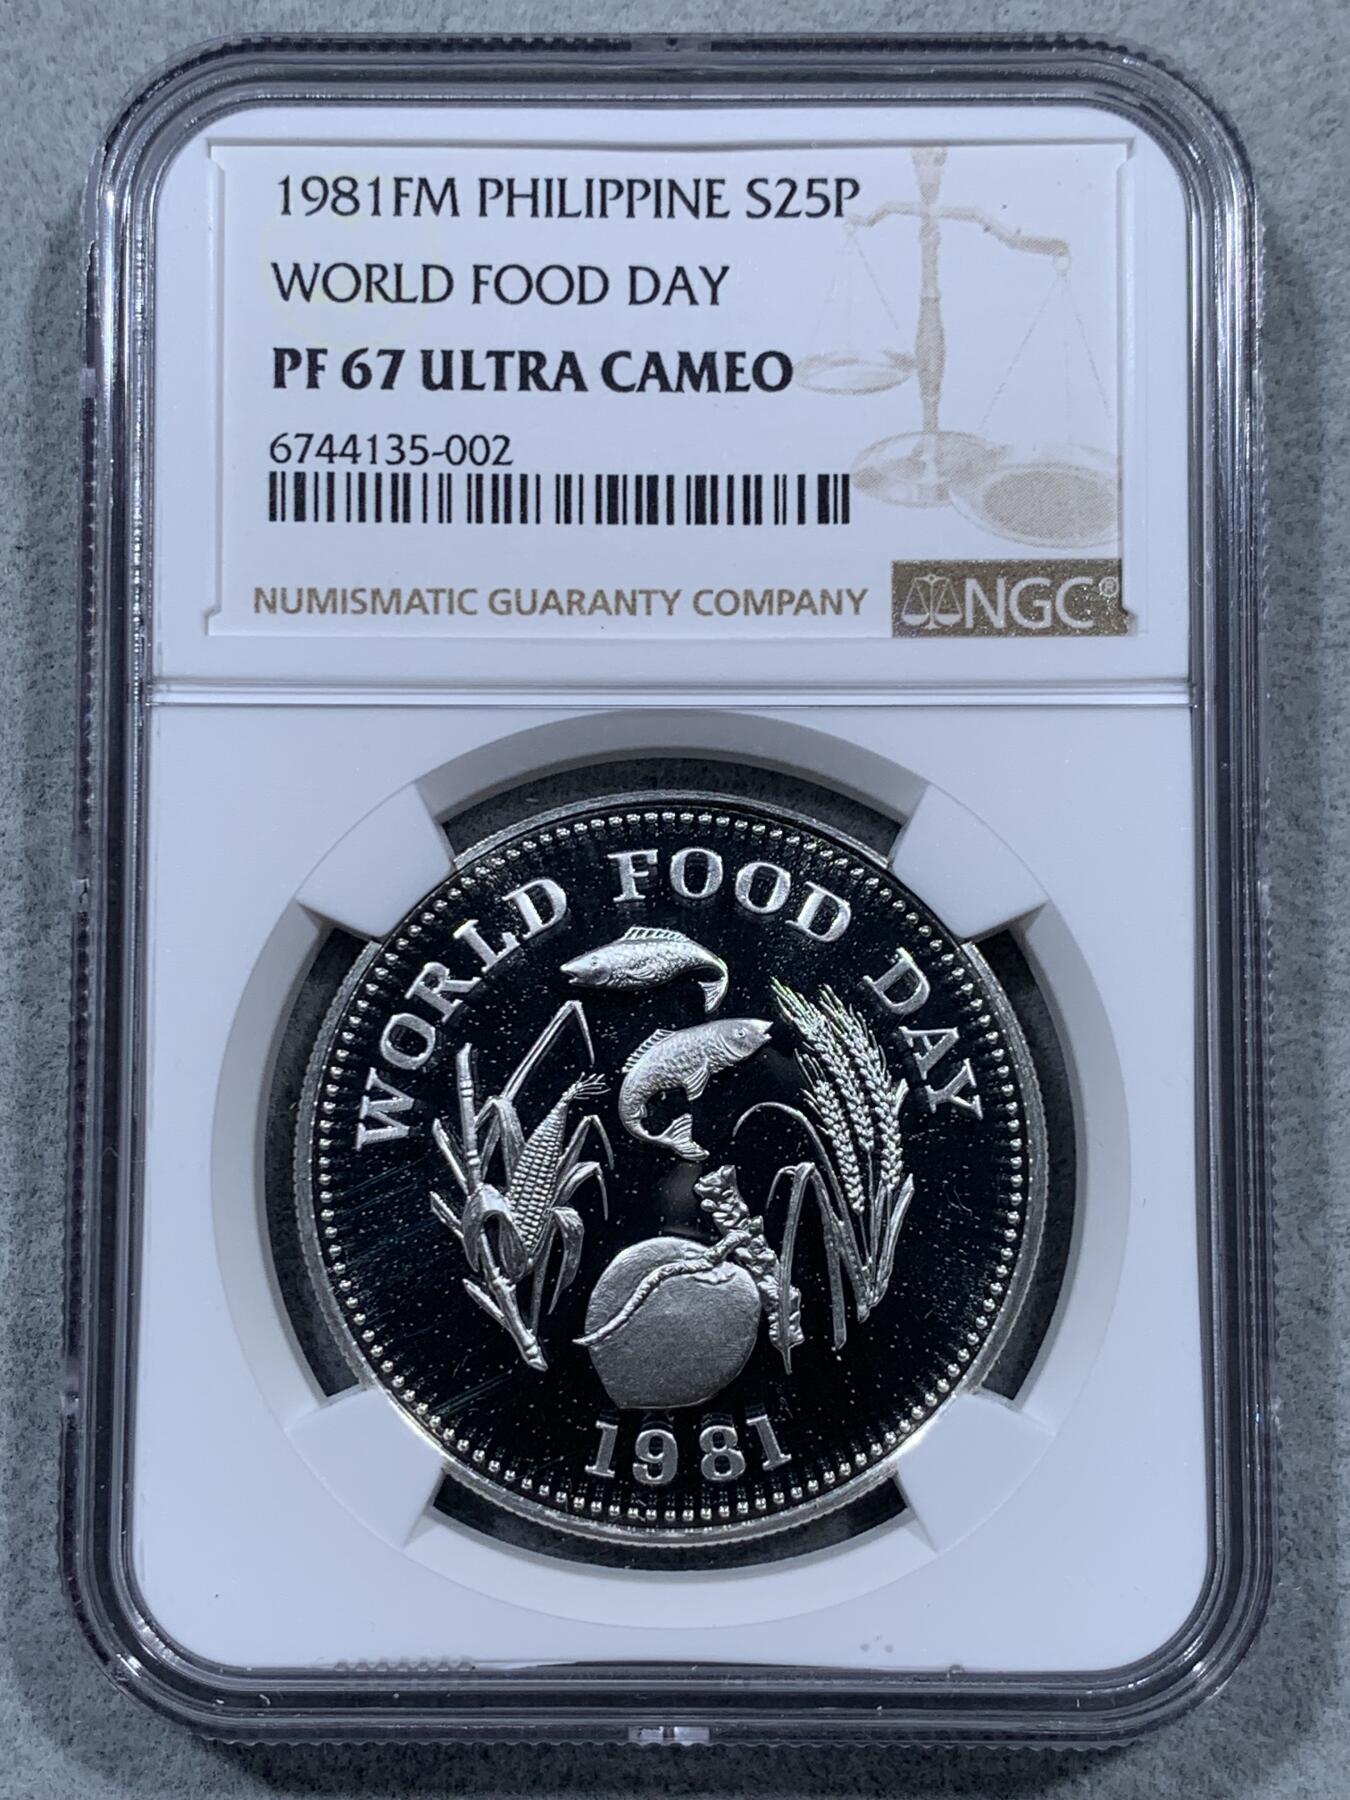 1981FM PHILIPPINE S25P
WORLD FOOD DAY
PF 67 ULTRA CAMEO
6744135-002
NUMISMATIC GUARANTY COMPANY
NGC®
WORLD FOOD DAY
1981